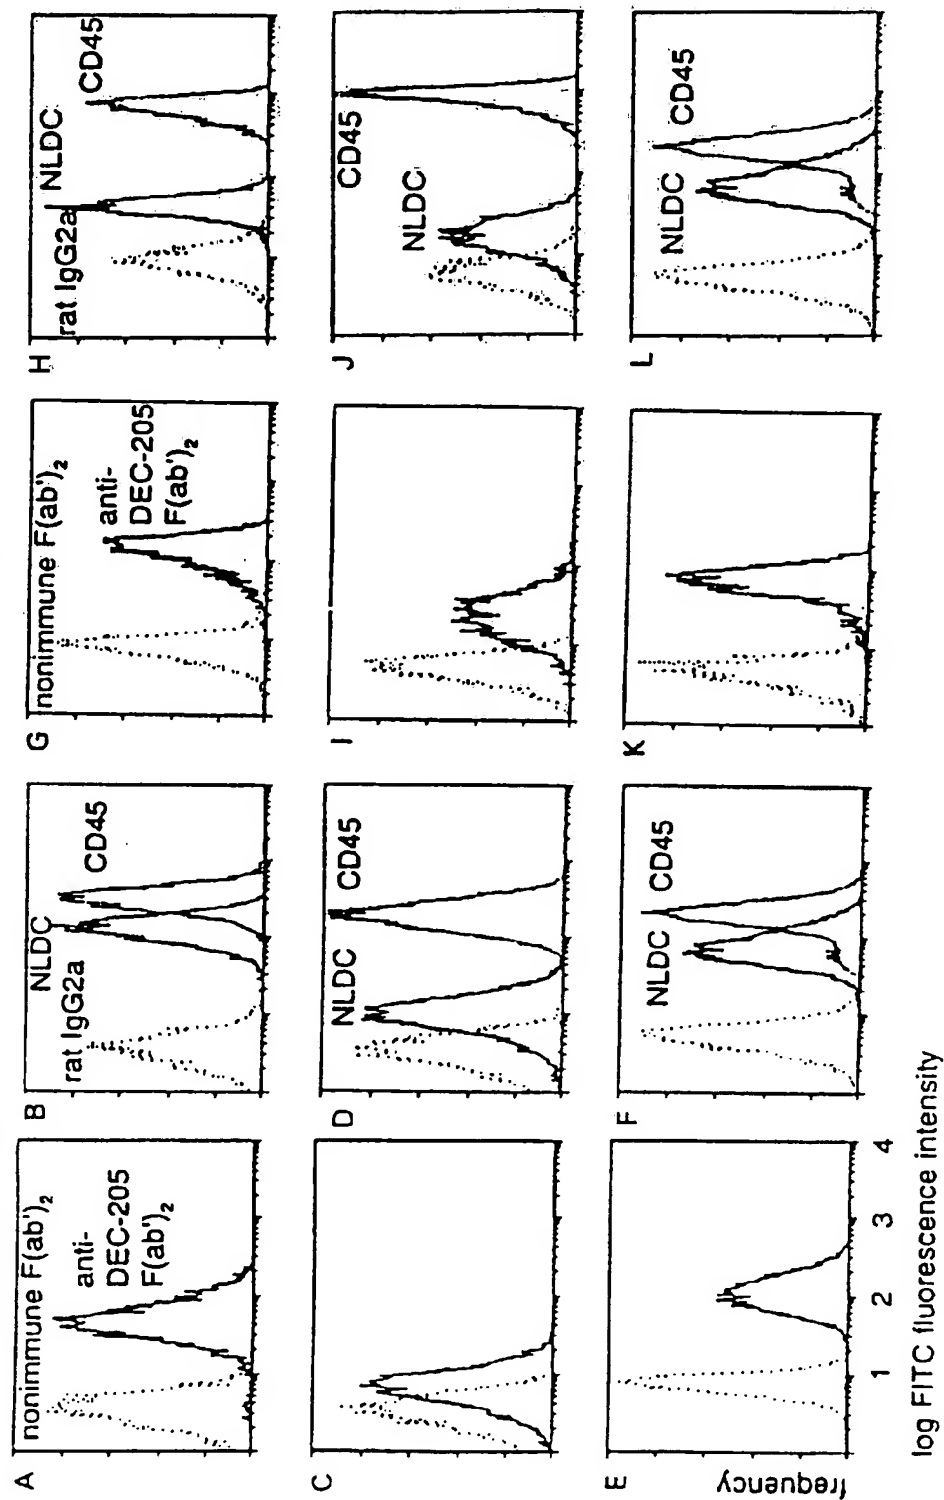 A
nonimmune F(ab')₂
anti-
DEC-205
F(ab')₂
B
NLDC
rat IgG2a
CD45
G
nonimmune F(ab')₂
anti-
DEC-205
F(ab')₂
H
rat IgG2a
NLDC
CD45
C
D
NLDC
CD45
I
J
NLDC
CD45
E
frequency
1
2
3
4
log FITC fluorescence intensity
F
NLDC
CD45
K
L
NLDC
CD45